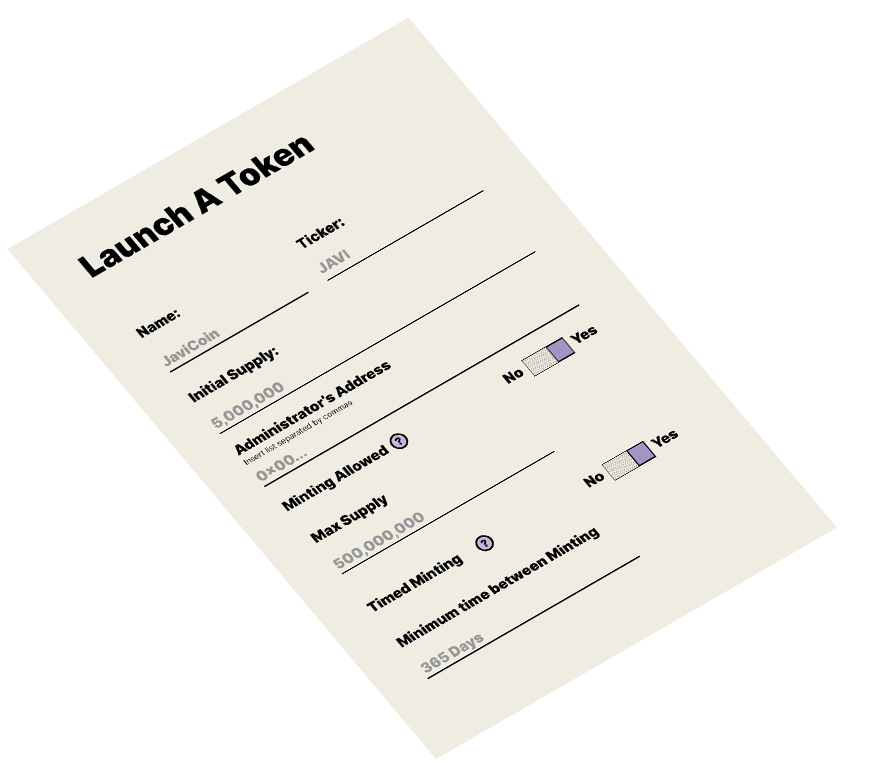 Launch A Token
Name:
JaviCoin
Ticker:
JAVI
Initial Supply:
5,000,000
Administrator's Address
Insert list separated by commas
0x00...
Minting Allowed ?
No Yes
Max Supply
500,000,000
Timed Minting ?
No Yes
Minimum time between Minting
365 Days